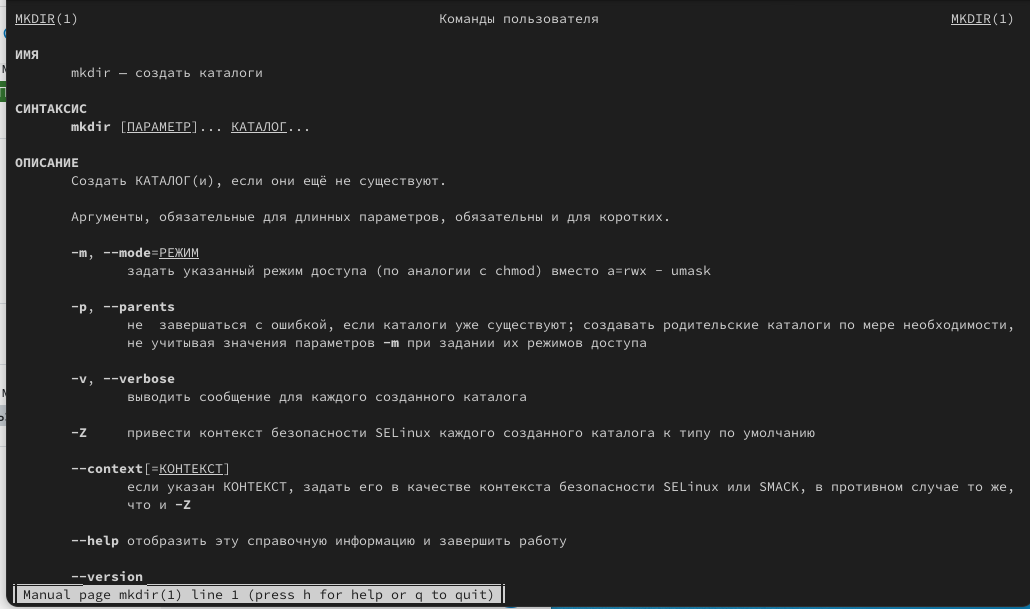 MKDIR(1) Команды пользователя MKDIR(1)
ИМЯ
mkdir — создать каталоги
СИНТАКСИС
mkdir [ПАРАМЕТР]... КАТАЛОГ...
ОПИСАНИЕ
Создать КАТАЛОГ(и), если они ещё не существуют.
Аргументы, обязательные для длинных параметров, обязательны и для коротких.
-m, --mode=РЕЖИМ
задать указанный режим доступа (по аналогии с chmod) вместо a=rwx - umask
-p, --parents
не  завершаться с ошибкой, если каталоги уже существуют; создавать родительские каталоги по мере необходимости,
не учитывая значения параметров -m при задании их режимов доступа
-v, --verbose
выводить сообщение для каждого созданного каталога
-Z привести контекст безопасности SELinux каждого созданного каталога к типу по умолчанию
--context[=КОНТЕКСТ]
если указан КОНТЕКСТ, задать его в качестве контекста безопасности SELinux или SMACK, в противном случае то же,
что и -Z
--help отобразить эту справочную информацию и завершить работу
--version
Manual page mkdir(1) line 1 (press h for help or q to quit)